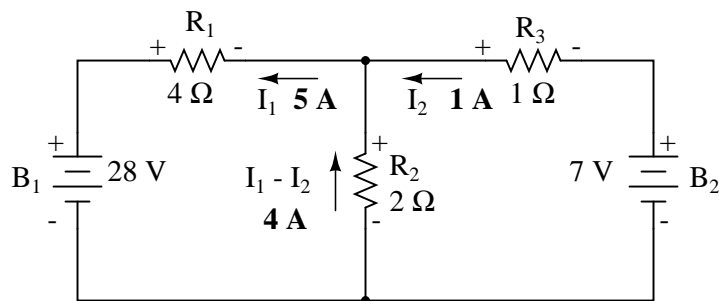 R1
R3
+ -
+ -
4 Ω
I1 5 A
I2 1 A
1 Ω
+
+
+
B1
28 V
I1 - I2
R2
7 V
B2
4 A
2 Ω
-
-
-